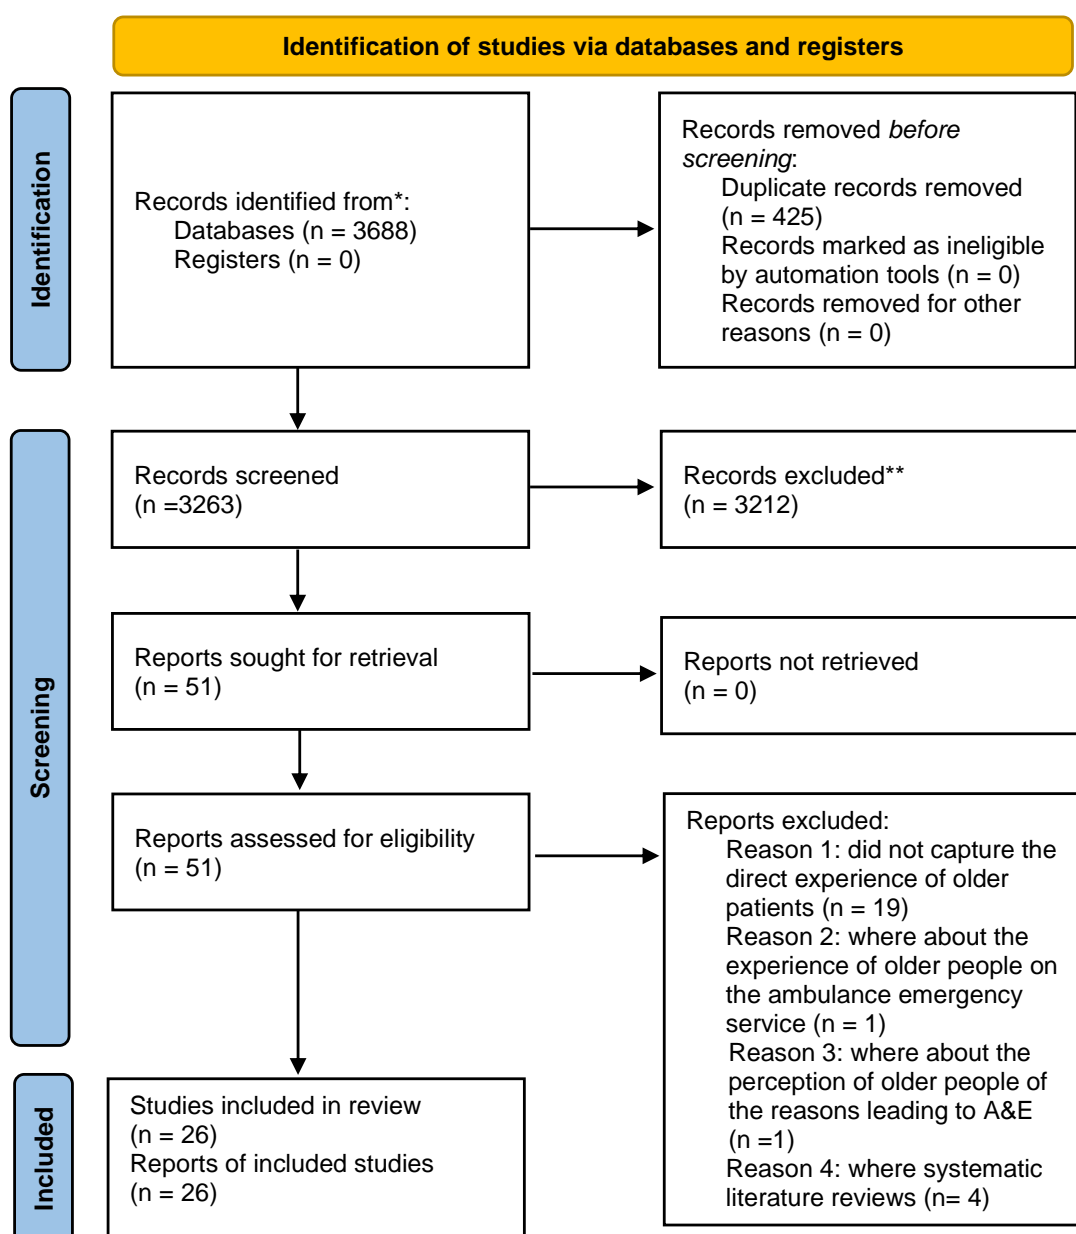 Identification of studies via databases and registers
Identification
Records identified from*:
Databases (n = 3688)
Registers (n = 0)
Records removed before
screening:
Duplicate records removed
(n = 425)
Records marked as ineligible
by automation tools (n = 0)
Records removed for other
reasons (n = 0)
Screening
Records screened
(n =3263)
Records excluded**
(n = 3212)
Reports sought for retrieval
(n = 51)
Reports not retrieved
(n = 0)
Reports assessed for eligibility
(n = 51)
Reports excluded:
Reason 1: did not capture the
direct experience of older
patients (n = 19)
Reason 2: where about the
experience of older people on
the ambulance emergency
service (n = 1)
Reason 3: where about the
perception of older people of
the reasons leading to A&E
(n =1)
Reason 4: where systematic
literature reviews (n= 4)
Included
Studies included in review
(n = 26)
Reports of included studies
(n = 26)